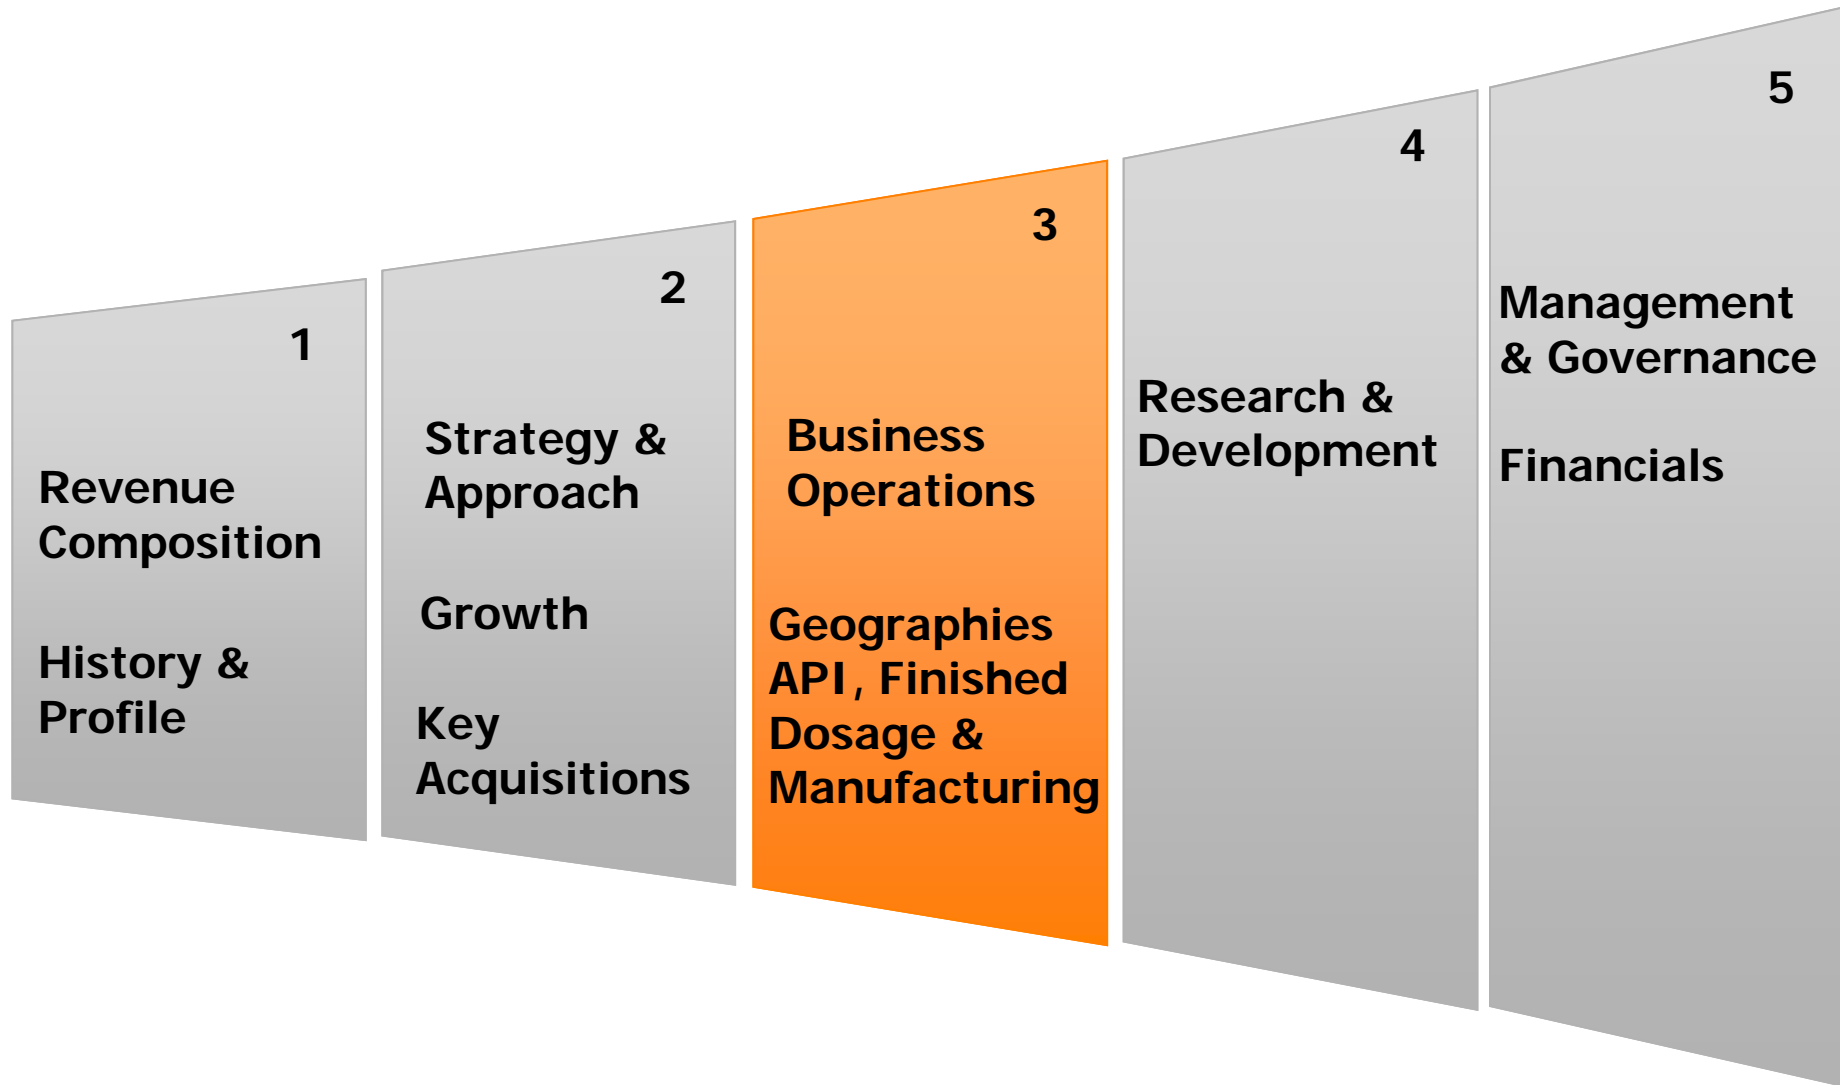 1
Revenue
Composition
History &
Profile
2
Strategy &
Approach
Growth
Key
Acquisitions
3
Business
Operations
Geographies
API, Finished
Dosage &
Manufacturing
4
Research &
Development
5
Management
& Governance
Financials